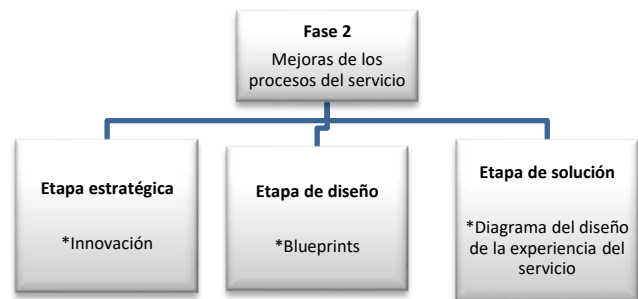 Fase 2
Mejoras de los
procesos del servicio
Etapa estratégica
*Innovación
Etapa de diseño
*Blueprints
Etapa de solución
*Diagrama del diseño
de la experiencia del
servicio